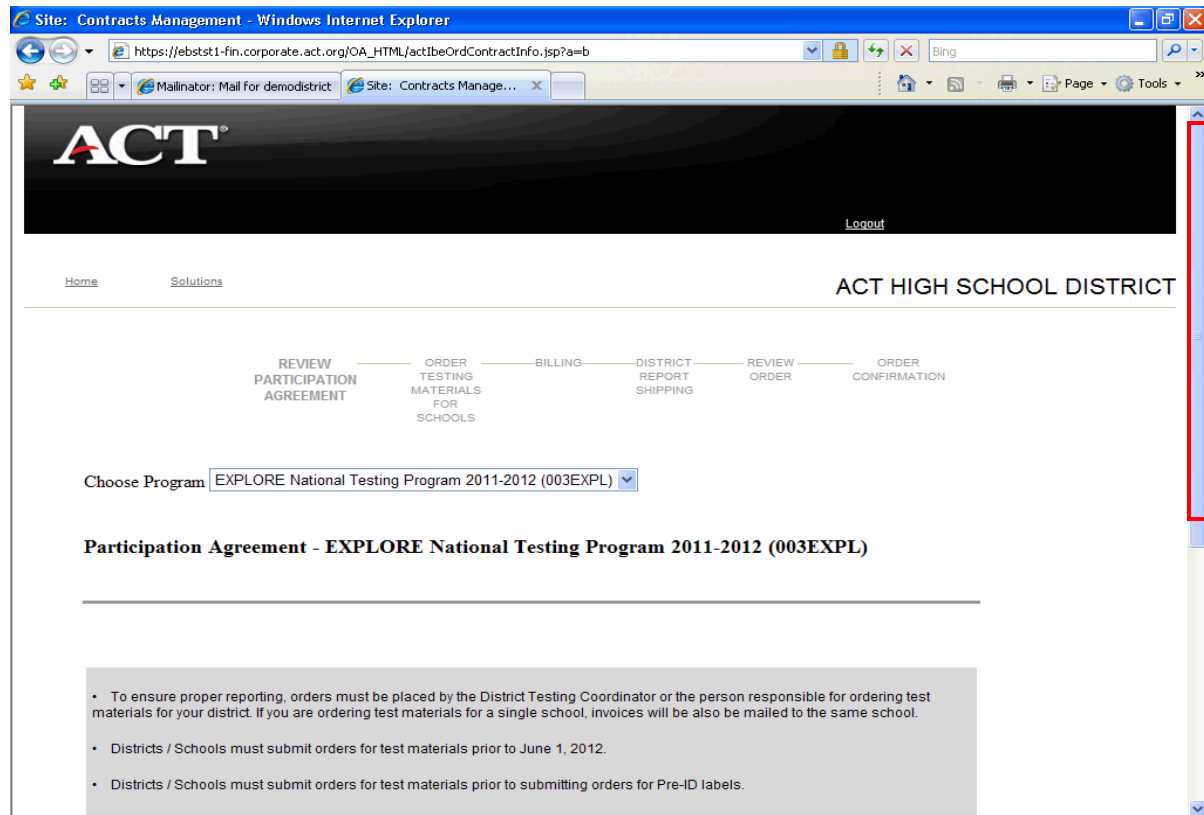 Site: Contracts Management - Windows Internet Explorer
https://ebstst1-fin.corporate.act.org/OA_HTML/actIbeOrdContractInfo.jsp?a=b
Bing
Mailinator: Mail for demodistrict
Site: Contracts Manage...
Page
Tools
»
ACT®
Logout
Home
Solutions
ACT HIGH SCHOOL DISTRICT
REVIEW PARTICIPATION AGREEMENT
ORDER TESTING MATERIALS FOR SCHOOLS
BILLING
DISTRICT REPORT SHIPPING
REVIEW ORDER
ORDER CONFIRMATION
Choose Program EXPLORE National Testing Program 2011-2012 (003EXPL)
Participation Agreement - EXPLORE National Testing Program 2011-2012 (003EXPL)
• To ensure proper reporting, orders must be placed by the District Testing Coordinator or the person responsible for ordering test
materials for your district. If you are ordering test materials for a single school, invoices will be also be mailed to the same school.
• Districts / Schools must submit orders for test materials prior to June 1, 2012.
• Districts / Schools must submit orders for test materials prior to submitting orders for Pre-ID labels.